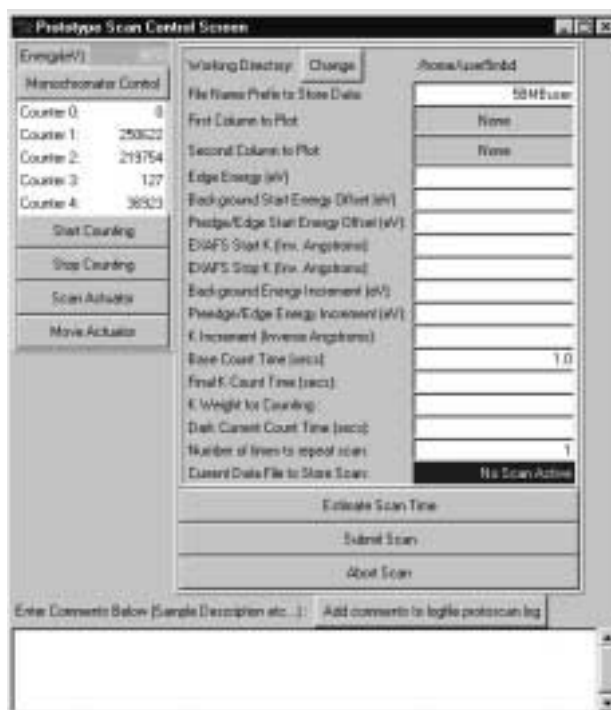 Prototype Scan Control Screen
Energy(eV)
Monochromator Control
Counter 0: 0
Counter 1: 250622
Counter 2: 219754
Counter 3: 127
Counter 4: 36923
Start Counting
Stop Counting
Scan Actuator
Move Actuator
Working Directory: Change
File Name Prefix to Store Data: 5BMBuser
First Column to Plot None
Second Column to Plot None
Edge Energy (eV)
Background Start Energy Offset (eV)
Preedge/Edge Start Energy Offset (eV)
EXAFS Start K (Inv. Angstroms)
EXAFS Stop K (Inv. Angstroms)
Background Energy Increment (eV)
Preedge/Edge Energy Increment (eV)
K Increment (Inverse Angstroms)
Base Count Time (secs) 1.0
Final K Count Time (secs)
K Weight for Counting
Dark Current Count Time (secs)
Number of times to repeat scan: 1
Current Data File to Store Scan: No Scan Active
Estimate Scan Time
Submit Scan
Abort Scan
Enter Comments Below (Sample Description etc...): Add comments to logfile protoscan.log